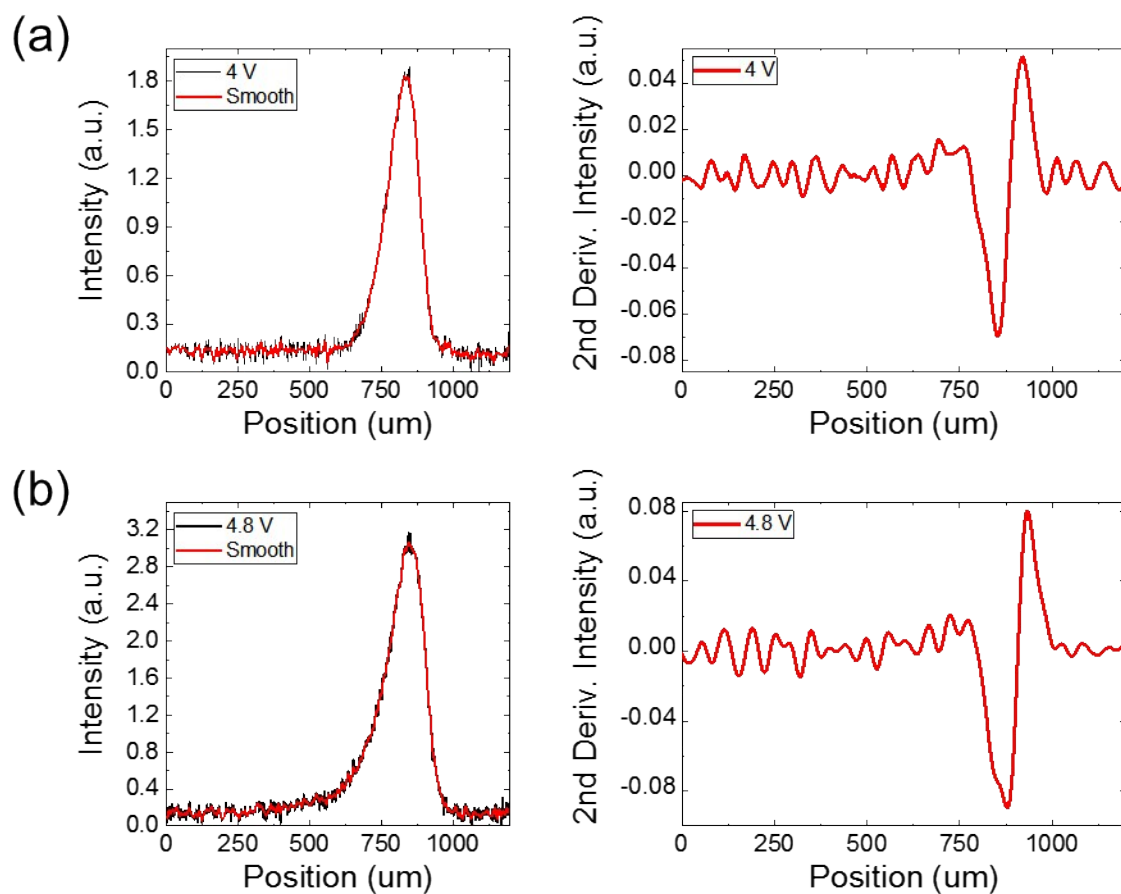 (a)
Intensity (a.u.)
1.8
1.5
1.2
0.9
0.6
0.3
0.0
4 V
Smooth
0 250 500 750 1000
Position (um)
2nd Deriv. Intensity (a.u.)
0.04
0.02
0.00
-0.02
-0.04
-0.06
-0.08
4 V
0 250 500 750 1000
Position (um)
(b)
Intensity (a.u.)
3.2
2.8
2.4
2.0
1.6
1.2
0.8
0.4
0.0
4.8 V
Smooth
0 250 500 750 1000
Position (um)
2nd Deriv. Intensity (a.u.)
0.08
0.04
0.00
-0.04
-0.08
4.8 V
0 250 500 750 1000
Position (um)